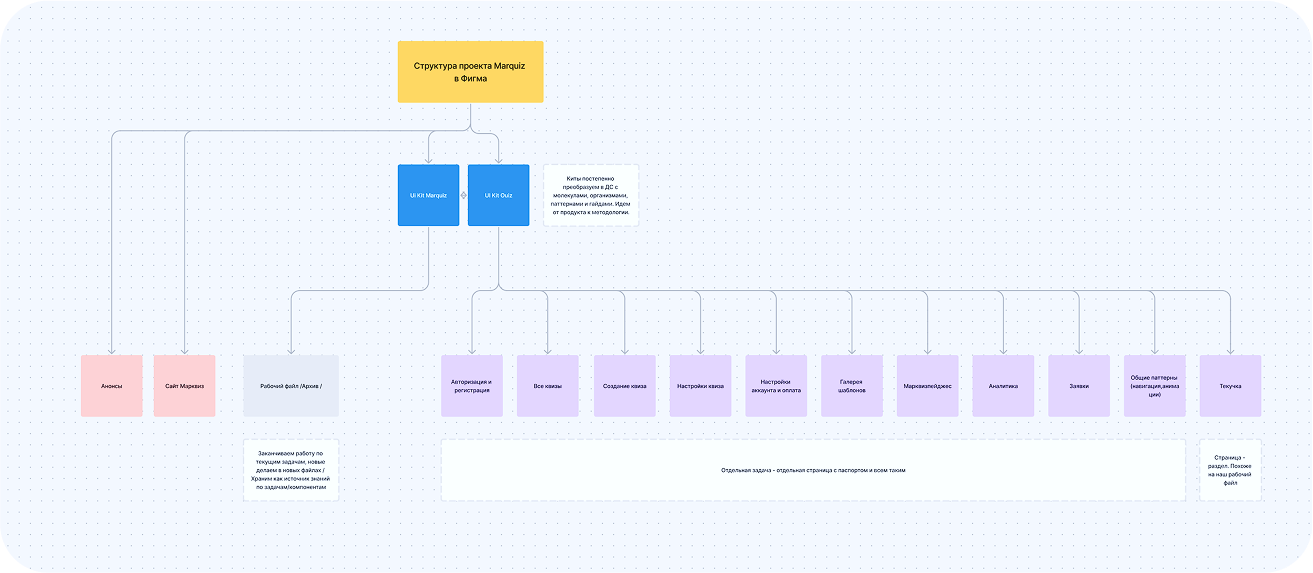 Структура проекта Marquiz
в Фигма
UI Kit Marquiz
UI Kit Quiz
Киты постепенно
преобразуем в ДС с
молекулами, организмами,
паттернами и гайдами. Идем
от продукта к методологии.
Анонсы
Сайт Марквиз
Рабочий файл /Архив /
Авторизация и
регистрация
Все квизы
Создание квиза
Настройки квиза
Настройки
аккаунта и оплата
Галерея
шаблонов
Марквизпейджес
Аналитика
Заявки
Общие паттерны
(навигация,анима
ции)
Текучка
Заканчиваем работу по
текущим задачам, новые
делаем в новых файлах /
Храним как источник знаний
по задачам/компонентам
Отдельная задача - отдельная страница с паспортом и всем таким
Страница -
раздел. Похоже
на наш рабочий
файл